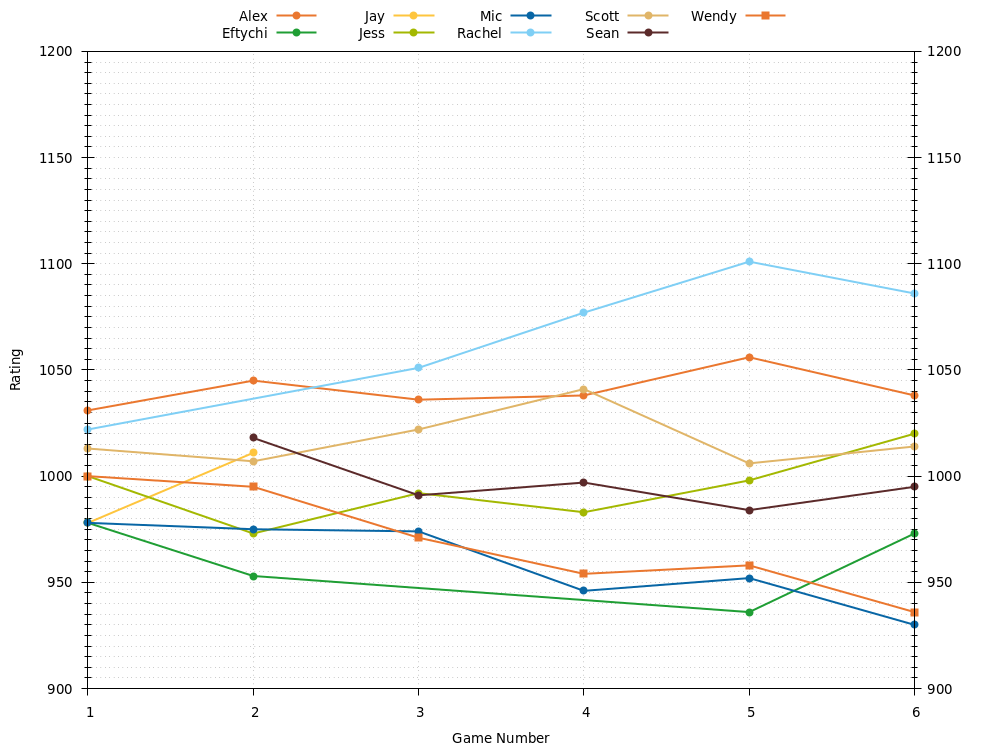 Alex Jay Mic Scott Wendy
Eftychi Jess Rachel Sean
1200 1200
1150 1150
1100 1100
1050 1050
1000 1000
950 950
900 900
Rating
1 2 3 4 5 6
Game Number